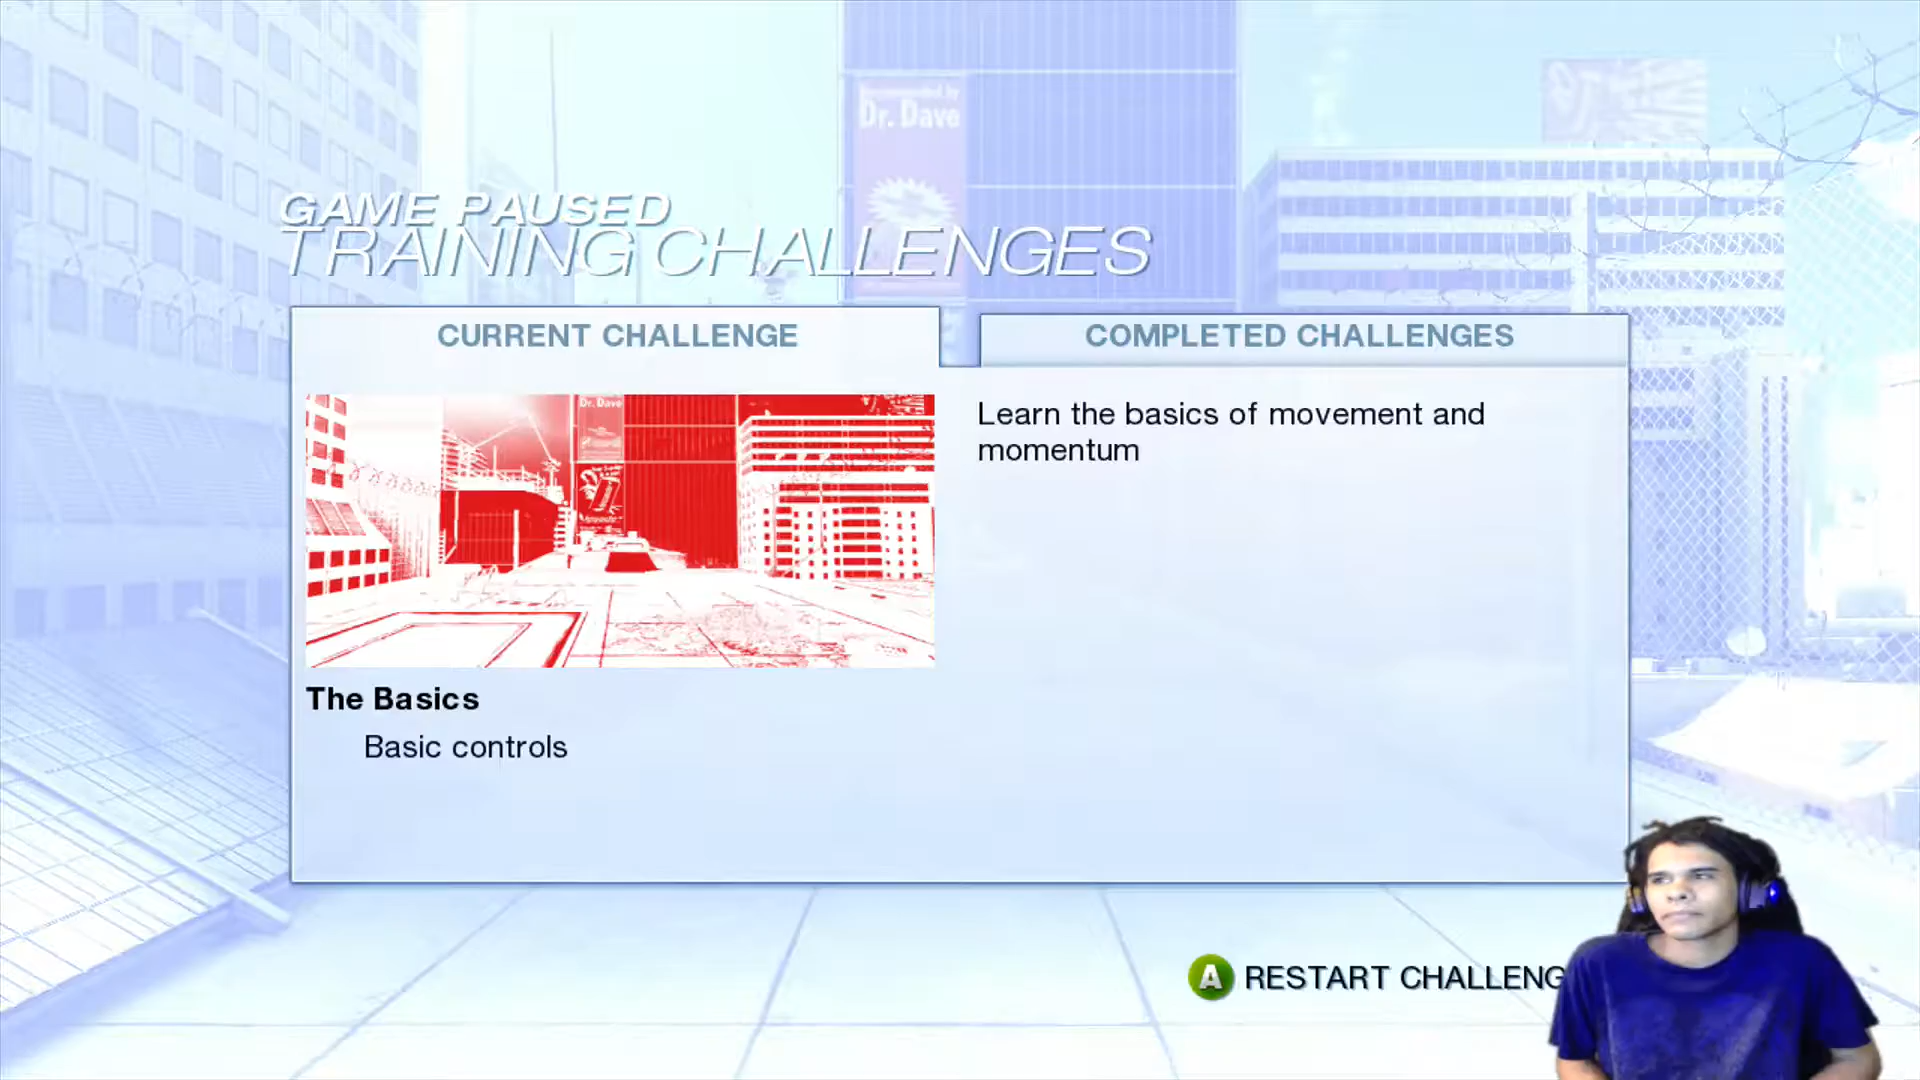 Dr. Dave
GAME PAUSED
TRAINING CHALLENGES
CURRENT CHALLENGE
COMPLETED CHALLENGES
Dr. Dave
Learn the basics of movement and
momentum
The Basics
Basic controls
A RESTART CHALLENG